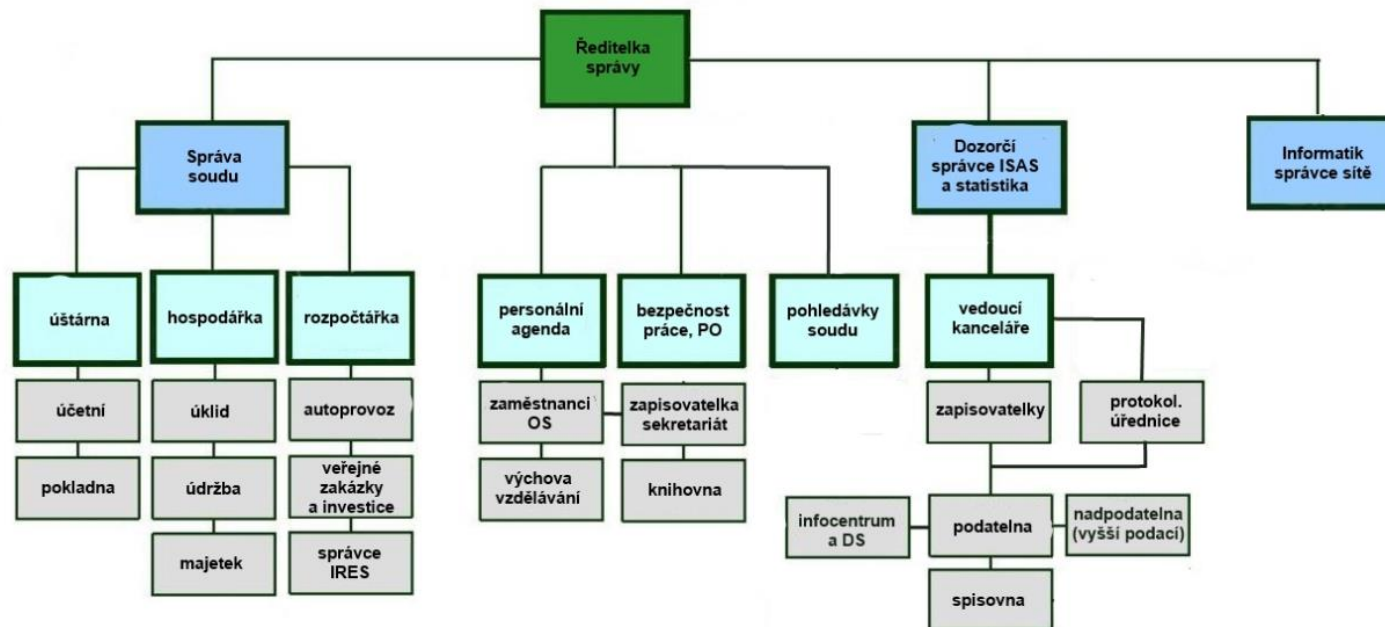 Ředitelka
správy
Správa
soudu
Dozorčí
správce ISAS
a statistika
Informatik
správce sítě
úštárna
hospodářka
rozpočtářka
personální
agenda
bezpečnost
práce, PO
pohledávky
soudu
vedoucí
kanceláře
účetní
úklid
autoprovoz
zaměstnanci
OS
zapisovatelka
sekretariát
zapisovatelky
protokol.
úřednice
pokladna
údržba
veřejné
zakázky
a investice
výchova
vzdělávání
knihovna
infocentrum
a DS
podatelna
nadpodatelna
(vyšší podací)
majetek
správce
IRES
spisovna